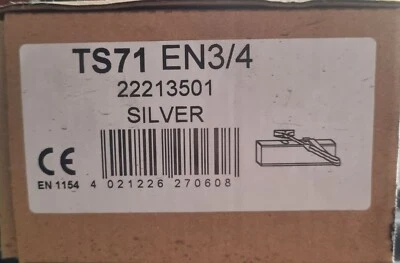 TS71 EN3/4
22213501
SILVER
CE
EN 1154 4 021226 270608